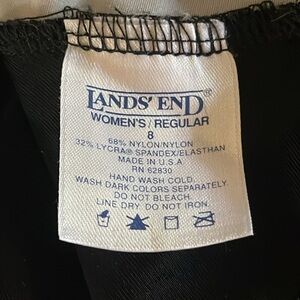 LANDS' END
WOMEN'S/REGULAR
8
68% NYLON/NYLON
32% LYCRA® SPANDEX/ELASTHAN
MADE IN U.S.A.
RN 62830
HAND WASH COLD.
WASH DARK COLORS SEPARATELY
DO NOT BLEACH.
LINE DRY. DO NOT IRON.